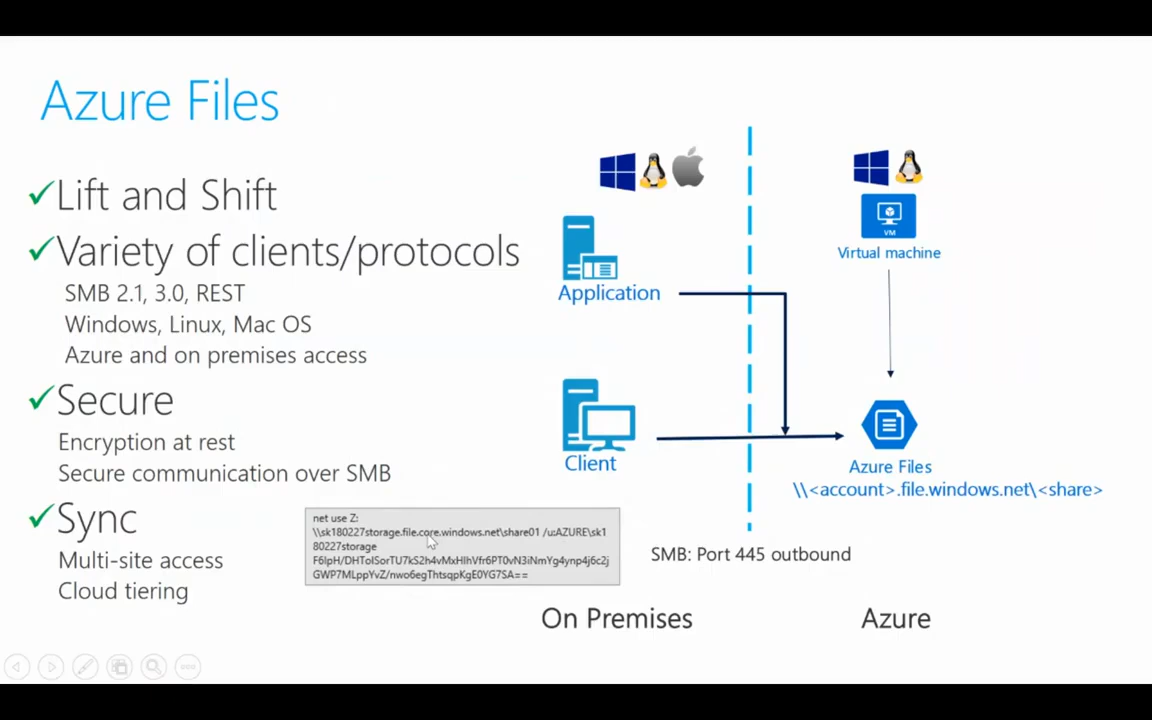 Azure Files
Lift and Shift
Variety of clients/protocols
SMB 2.1, 3.0, REST
Windows, Linux, Mac OS
Azure and on premises access
Secure
Encryption at rest
Secure communication over SMB
Sync
Multi-site access
Cloud tiering
net use Z:
\\sk180227storage.file.core.windows.net\share01 /u:AZURE\sk1
80227storage
Application
Client
VM
Virtual machine
Azure Files
\\<account>.file.windows.net\<share>
SMB: Port 445 outbound
On Premises
Azure